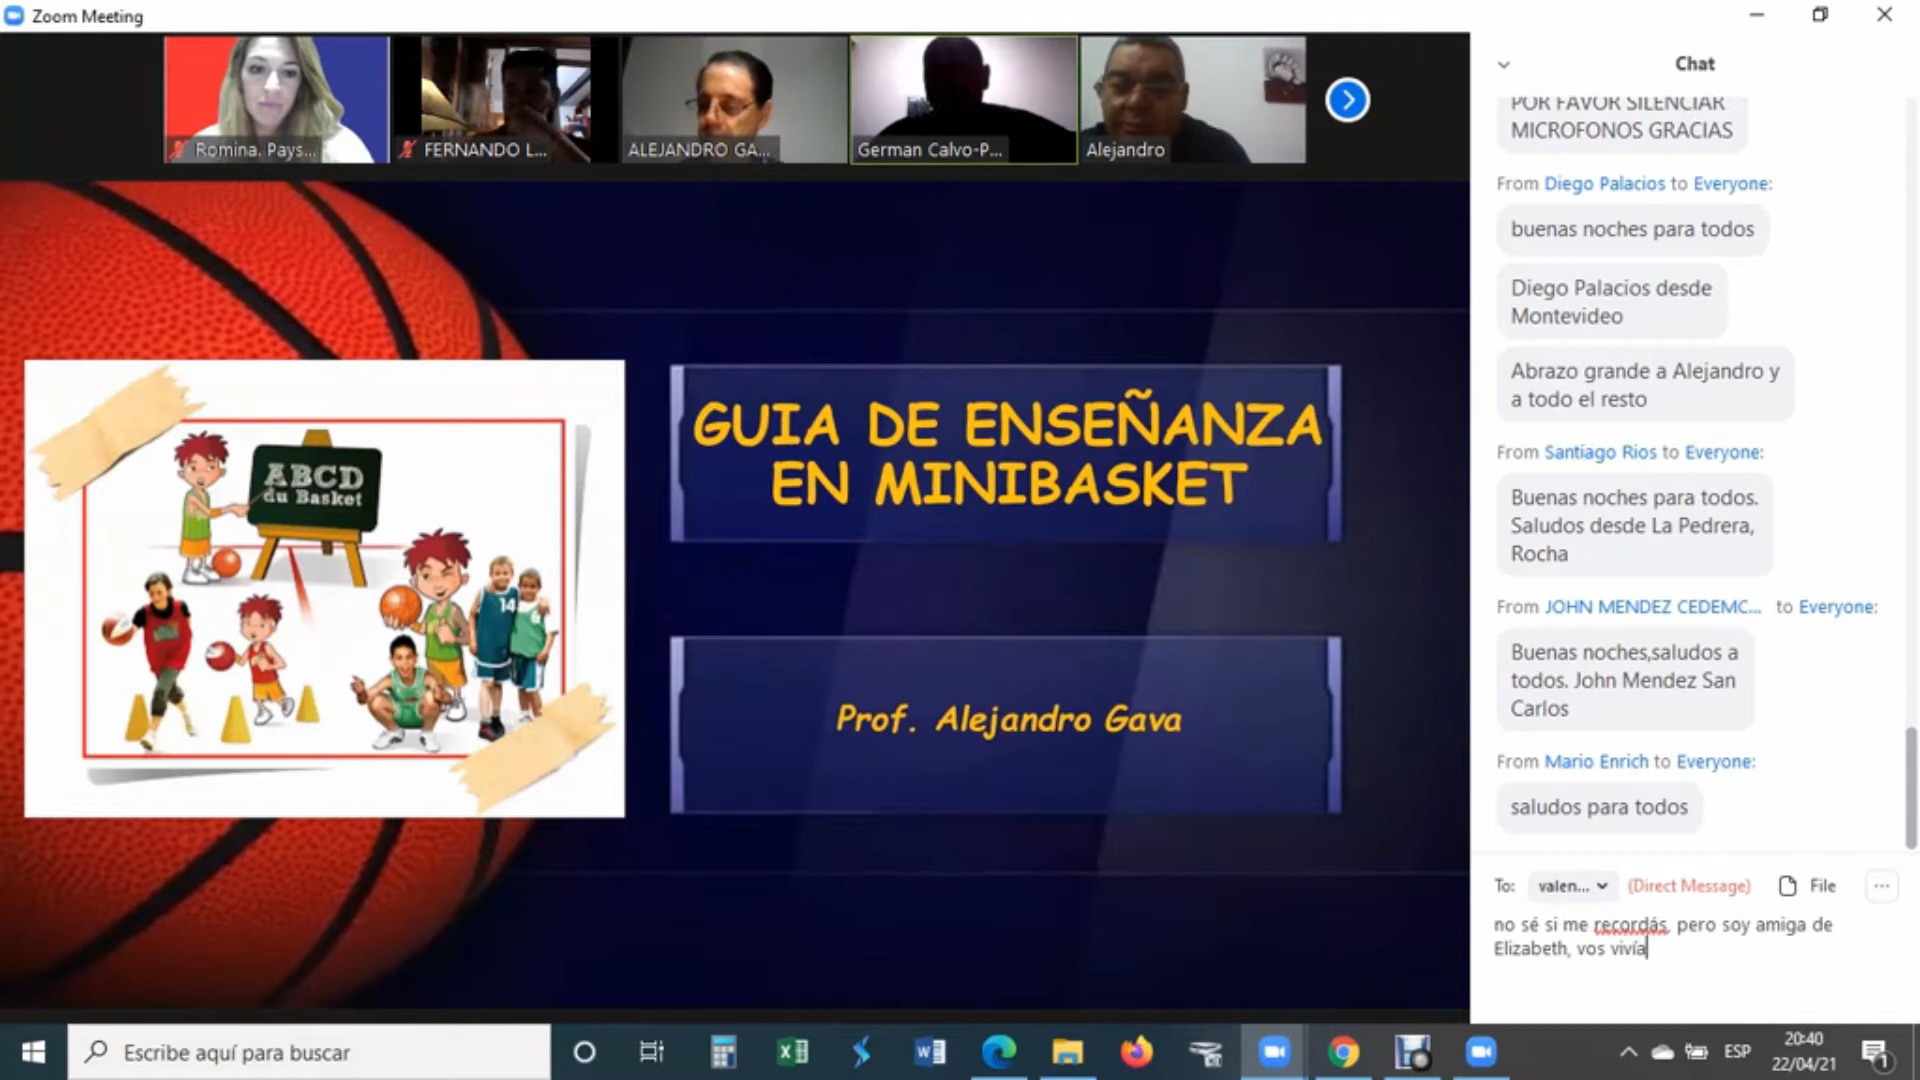 Zoom Meeting
Romina. Pays...
FERNANDO L...
ALEJANDRO GA...
German Calvo-P...
Alejandro
ABCD
du Basket
14
GUIA DE ENSEÑANZA
EN MINIBASKET
Prof. Alejandro Gava
Chat
POR FAVOR SILENCIAR
MICROFONOS GRACIAS
From Diego Palacios to Everyone:
buenas noches para todos
Diego Palacios desde
Montevideo
Abrazo grande a Alejandro y
a todo el resto
From Santiago Rios to Everyone:
Buenas noches para todos.
Saludos desde La Pedrera,
Rocha
From JOHN MENDEZ CEDEMC... to Everyone:
Buenas noches,saludos a
todos. John Mendez San
Carlos
From Mario Enrich to Everyone:
saludos para todos
To: valen... (Direct Message) File
no sé si me recordás, pero soy amiga de
Elizabeth, vos vivía
Escribe aquí para buscar
ESP
20:40
22/04/21
1